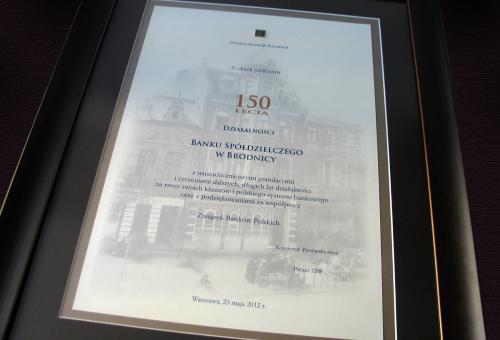 Związek Banków Polskich
Z okazji jubileuszu
150
LECIA
Działalności
Banku Spółdzielczego
w Brodnicy
z najserdeczniejszymi gratulacjami
i życzeniami dalszych, długich lat działalności
na rzecz swoich klientów i polskiego systemu bankowego
oraz z podziękowaniami za współpracę
Związek Banków Polskich
Krzysztof Pietraszkiewicz
Prezes ZBP
Warszawa, 25 maja 2012 r.